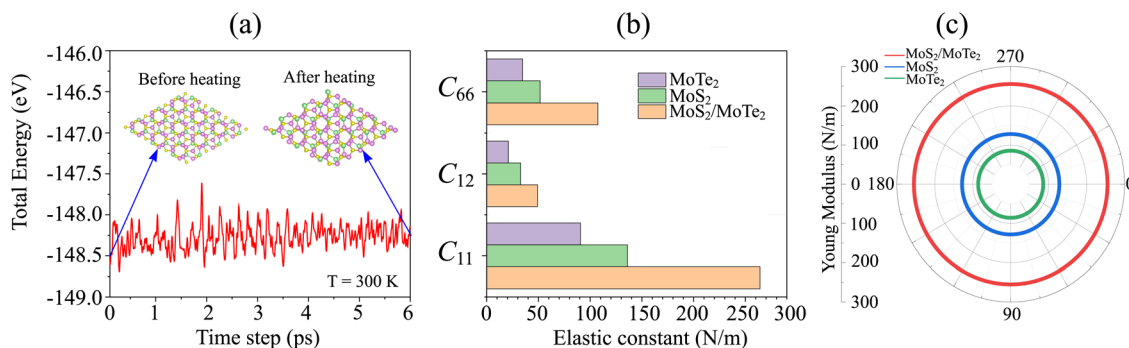 (a)
-146.0
-146.5
-147.0
-147.5
-148.0
-148.5
-149.0
Total Energy (eV)
Before heating
After heating
T = 300 K
0 1 2 3 4 5 6
Time step (ps)
(b)
C₆₆
C₁₂
C₁₁
MoTe₂
MoS₂
MoS₂/MoTe₂
0 50 100 150 200 250 300
Elastic constant (N/m)
(c)
MoS₂/MoTe₂
MoS₂
MoTe₂
270
300
200
100
0
100
200
300
Young Modulus (N/m)
180
0
90